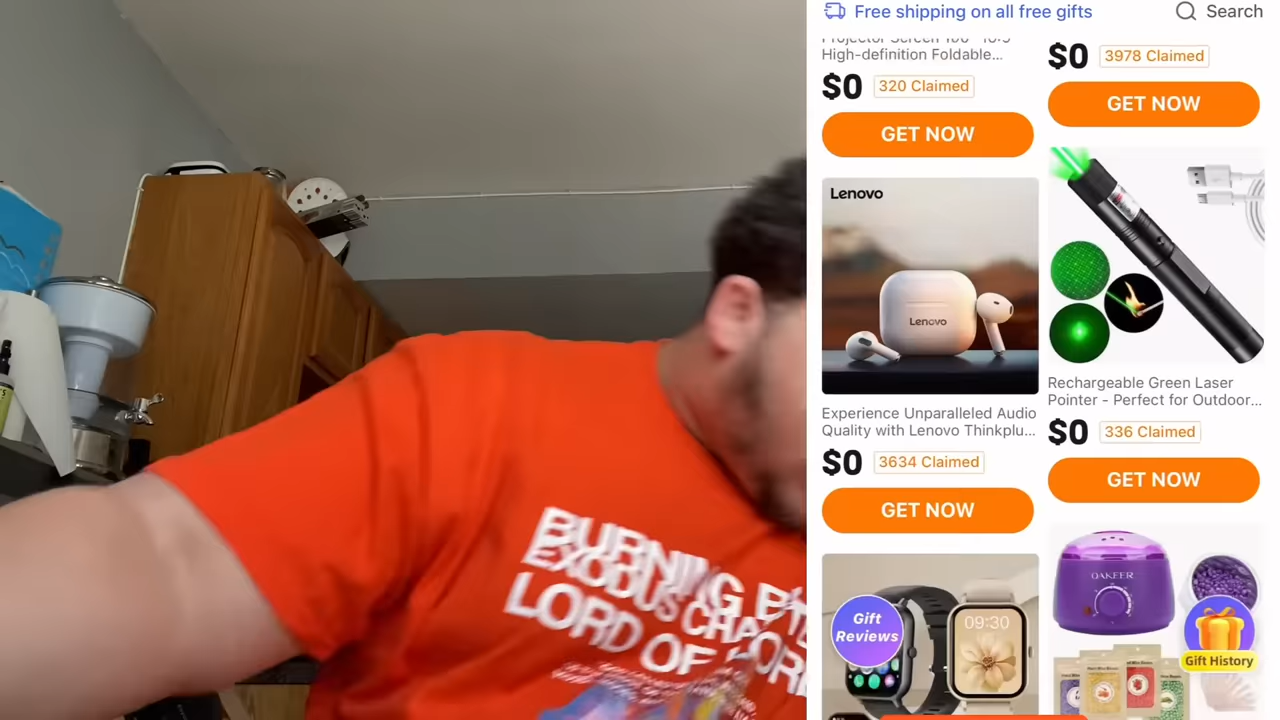 Free shipping on all free gifts
Search
High-definition Foldable...
$0 320 Claimed
GET NOW
Lenovo
Lenovo
Experience Unparalleled Audio
Quality with Lenovo Thinkplu...
$0 3634 Claimed
GET NOW
Gift
Reviews
09:30
$0 3978 Claimed
GET NOW
Rechargeable Green Laser
Pointer - Perfect for Outdoor...
$0 336 Claimed
GET NOW
OAKEER
Gift History
BURNING
EXODUS
LORD OF